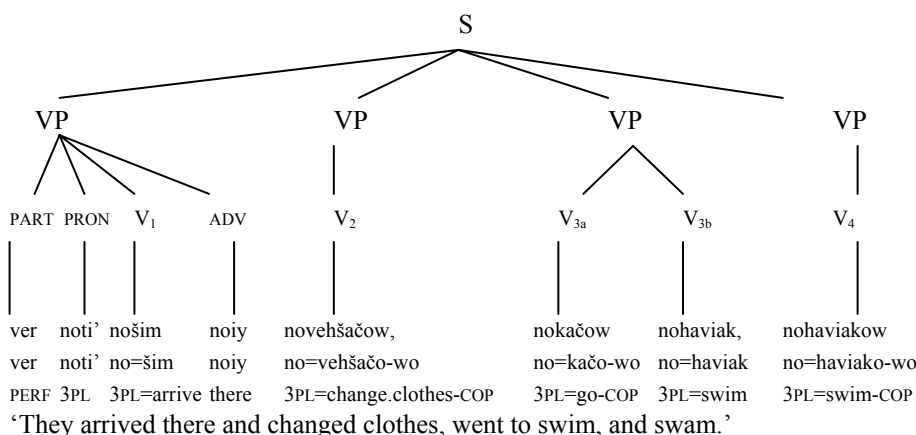 S
VP VP VP VP
PART PRON V₁ ADV V₂ V₃ₐ V₃b V₄
ver noti’ nošim noiy novehšačow, nokačow nohaviak, nohaviakow
ver noti’ no=šim noiy no=vehšačo-wo no=kačo-wo no=haviak no=haviako-wo
PERF 3PL 3PL=arrive there 3PL=change.clothes-COP 3PL=go-COP 3PL=swim 3PL=swim-COP
‘They arrived there and changed clothes, went to swim, and swam.’